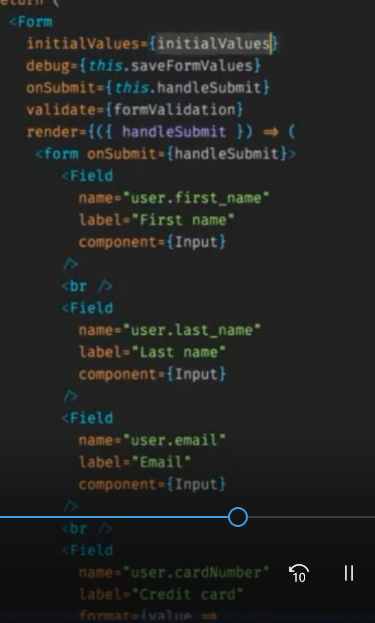 return (
<Form
initialValues={initialValues}
debug={this.saveFormValues}
onSubmit={this.handleSubmit}
validate={formValidation}
render={({ handleSubmit }) => (
<form onSubmit={handleSubmit}>
<Field
name="user.first_name"
label="First name"
component={Input}
/>
<br />
<Field
name="user.last_name"
label="Last name"
component={Input}
/>
<Field
name="user.email"
label="Email"
component={Input}
/>
<br />
<Field
name="user.cardNumber"
10
label="Credit card"
format={value =>